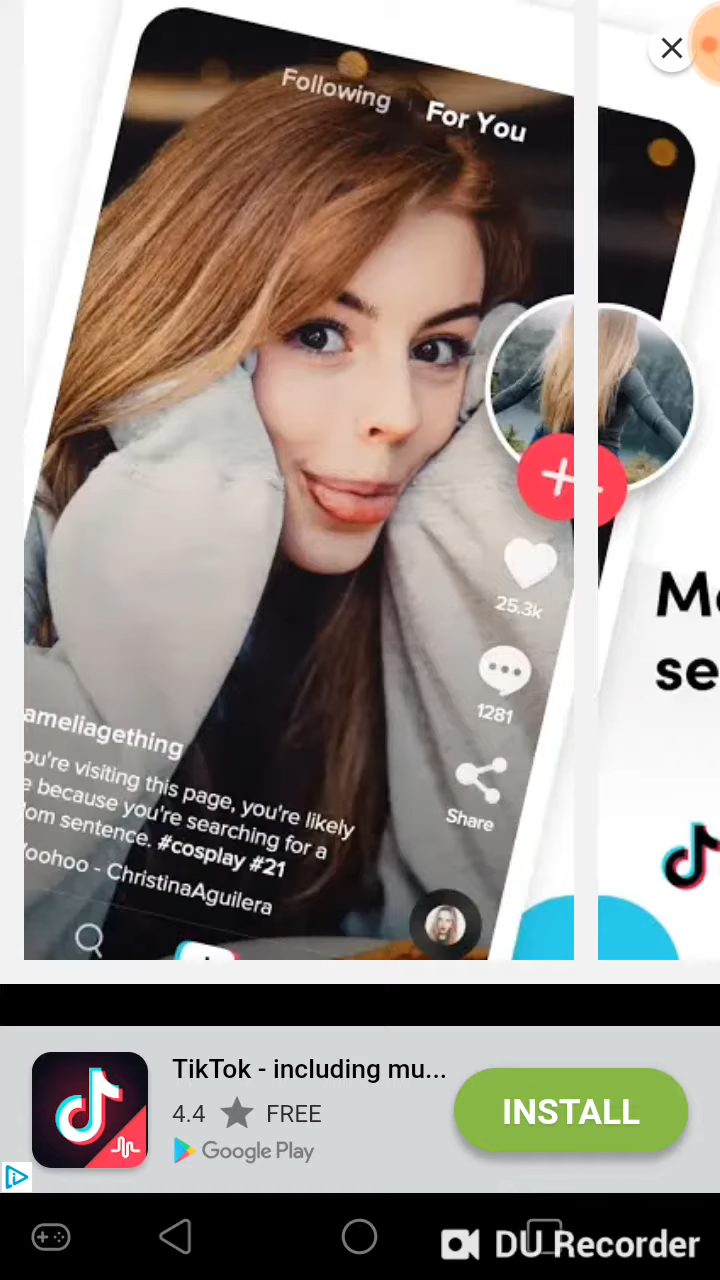 Following
For You
25.3k
1281
Share
ameliagething
ou're visiting this page, you're likely
e because you're searching for a
om sentence. #cosplay #21
oohoo - ChristinaAguilera
se
TikTok - including mu...
4.4
FREE
Google Play
INSTALL
DU Recorder